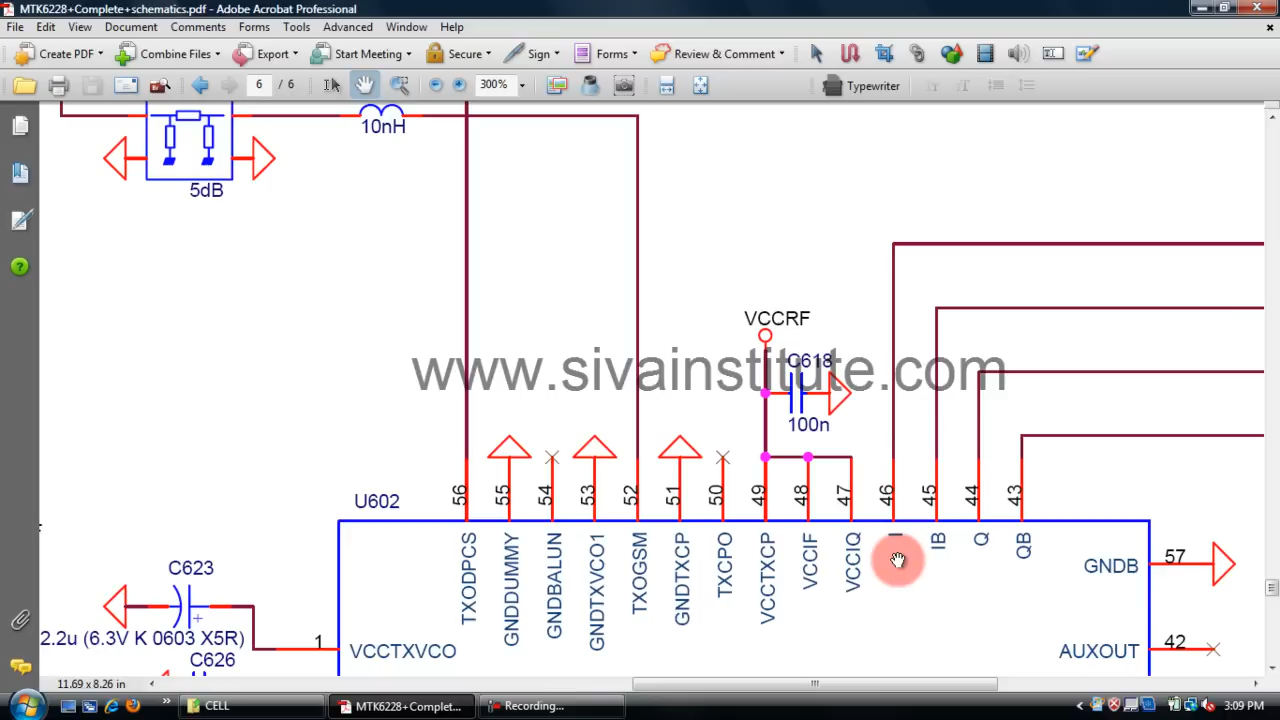 MTK6228+Complete+schematics.pdf - Adobe Acrobat Professional
File Edit View Document Comments Forms Tools Advanced Window Help
Create PDF Combine Files Export Start Meeting Secure Sign Forms Review & Comment
6 / 6 300% Typewriter
10nH
5dB
VCCRF
www.sivainstitute.com
C618
100n
U602
56 55 54 53 52 51 50 49 48 47 46 45 44 43
TXODPCS GNDDUMMY GNDBALUN GNDTXVCO1 TXOGSM GNDTXCP TXCPO VCCTXCP VCCIF VCCIQ I IB Q QB
GNDB 57
C623
+
2.2u (6.3V K 0603 X5R)
1 VCCTXVCO
AUXOUT 42
C626
11.69 x 8.26 in
CELL MTK6228+Complet... Recording... 3:09 PM